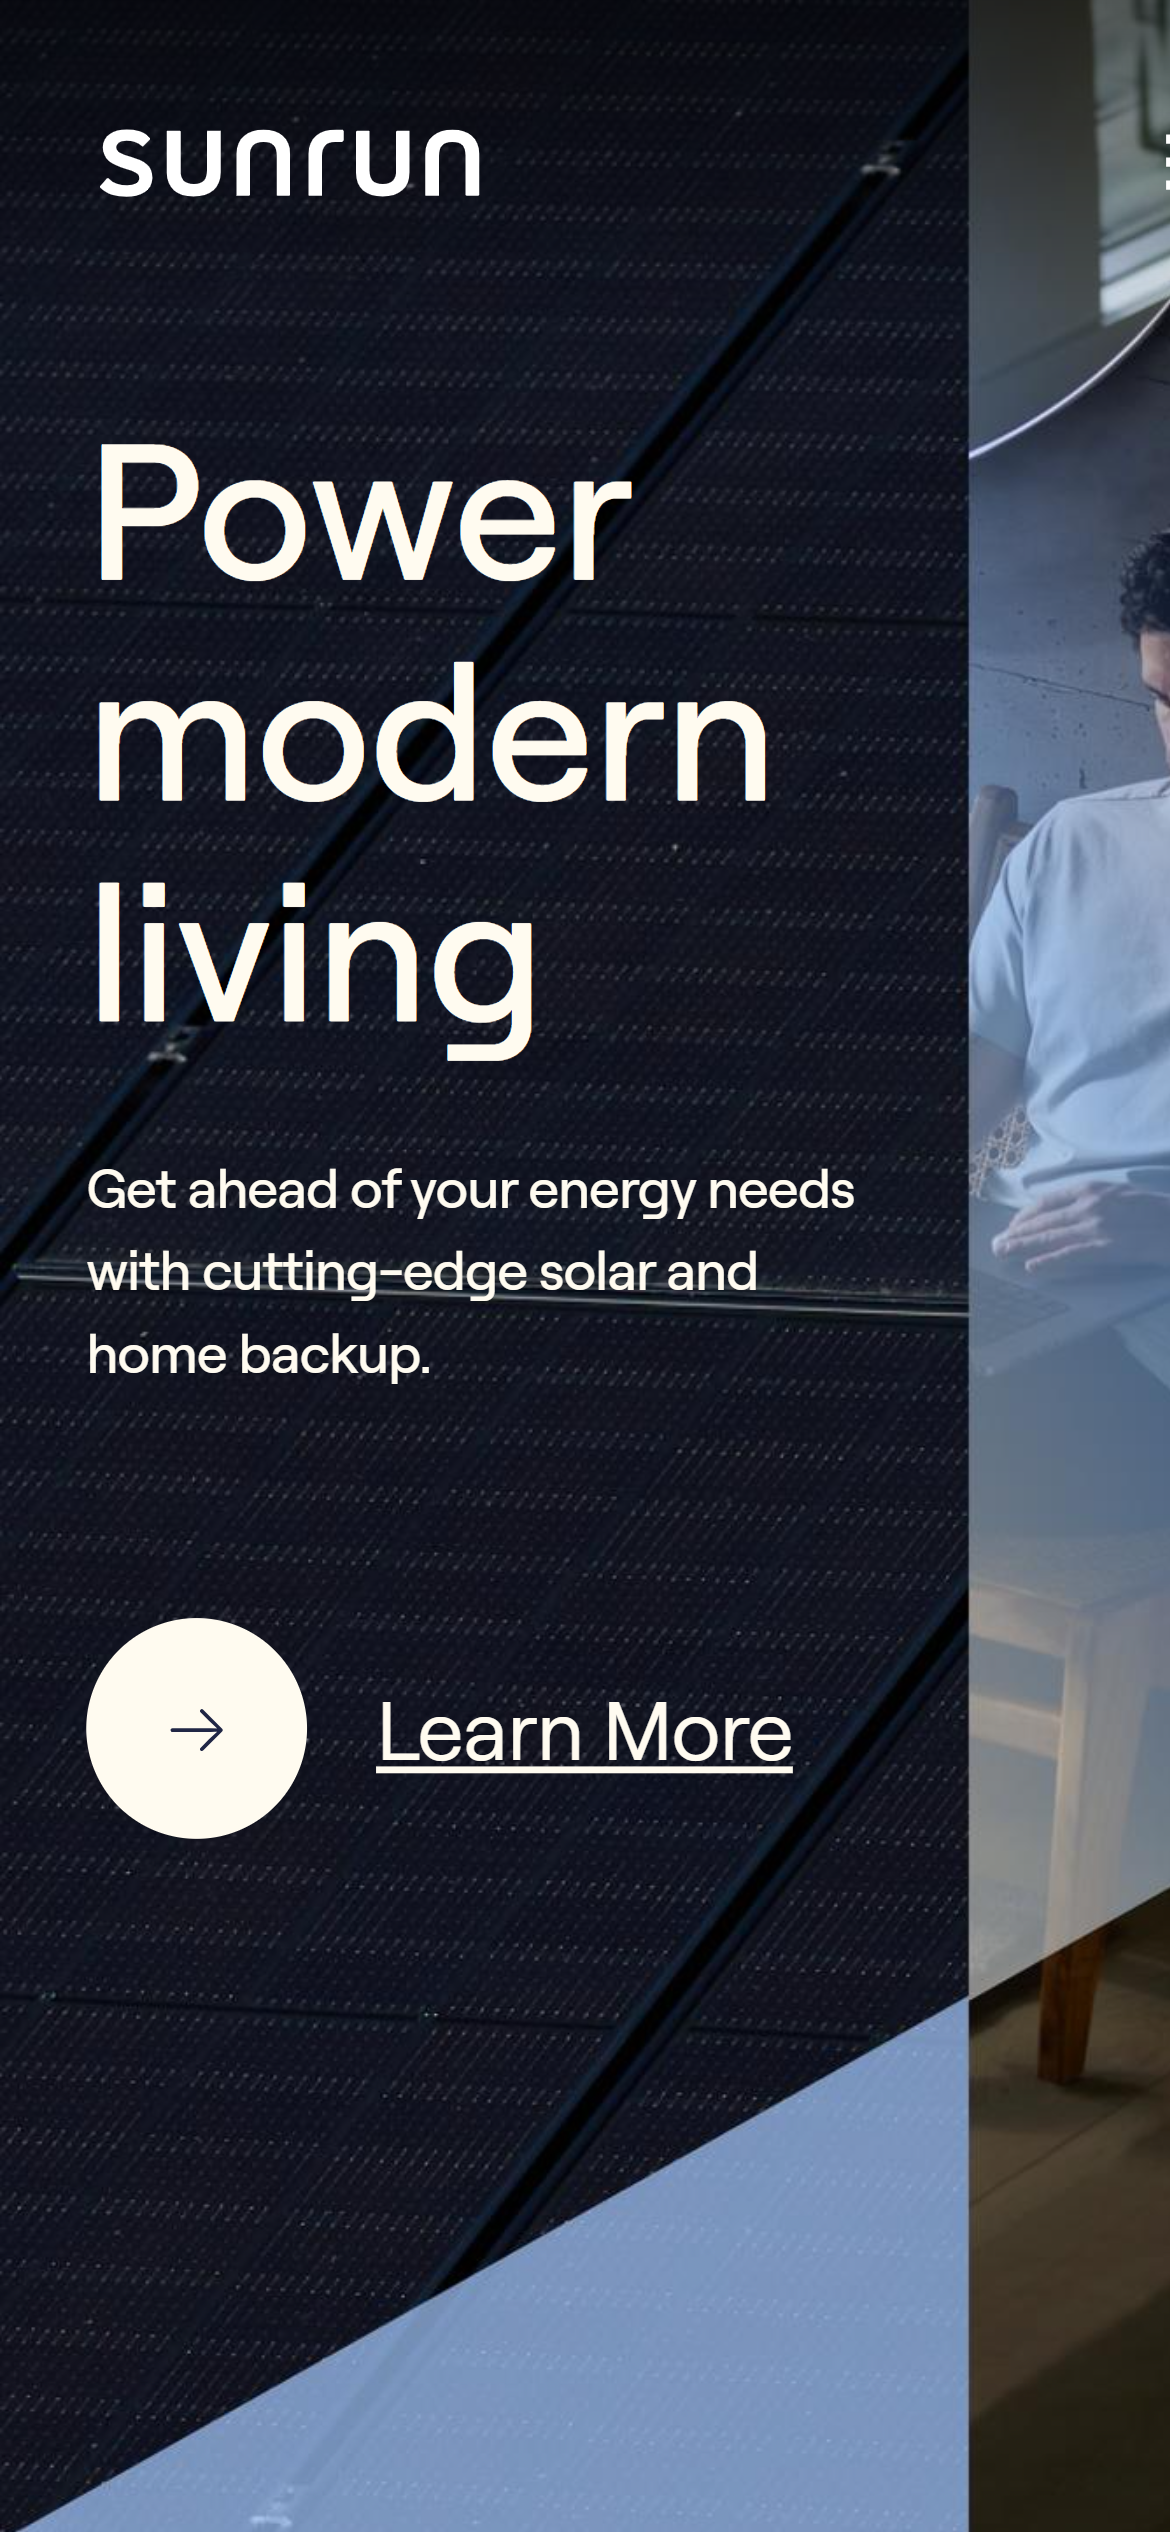 sunrun
Power
modern
living
Get ahead of your energy needs
with cutting-edge solar and
home backup.
Learn More